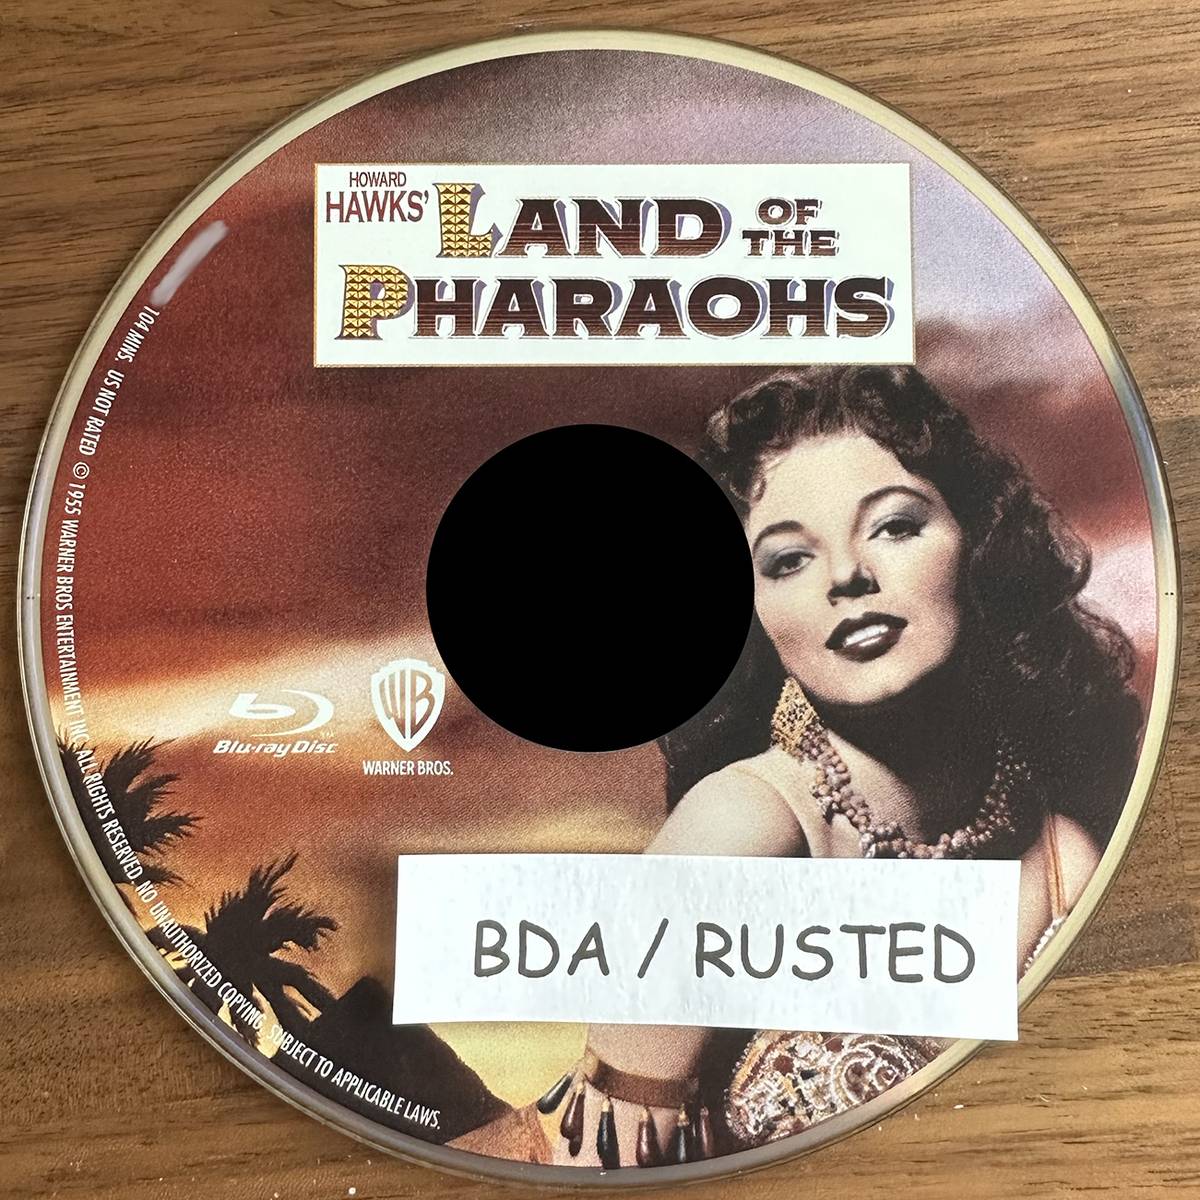 HOWARD
HAWKS'
LAND OF THE
PHARAOHS
104 MINS. US NOT RATED © 1955 WARNER BROS ENTERTAINMENT INC. ALL RIGHTS RESERVED. NO UNAUTHORIZED COPYING. SUBJECT TO APPLICABLE LAWS.
Blu-ray Disc
WB
WARNER BROS.
BDA / RUSTED